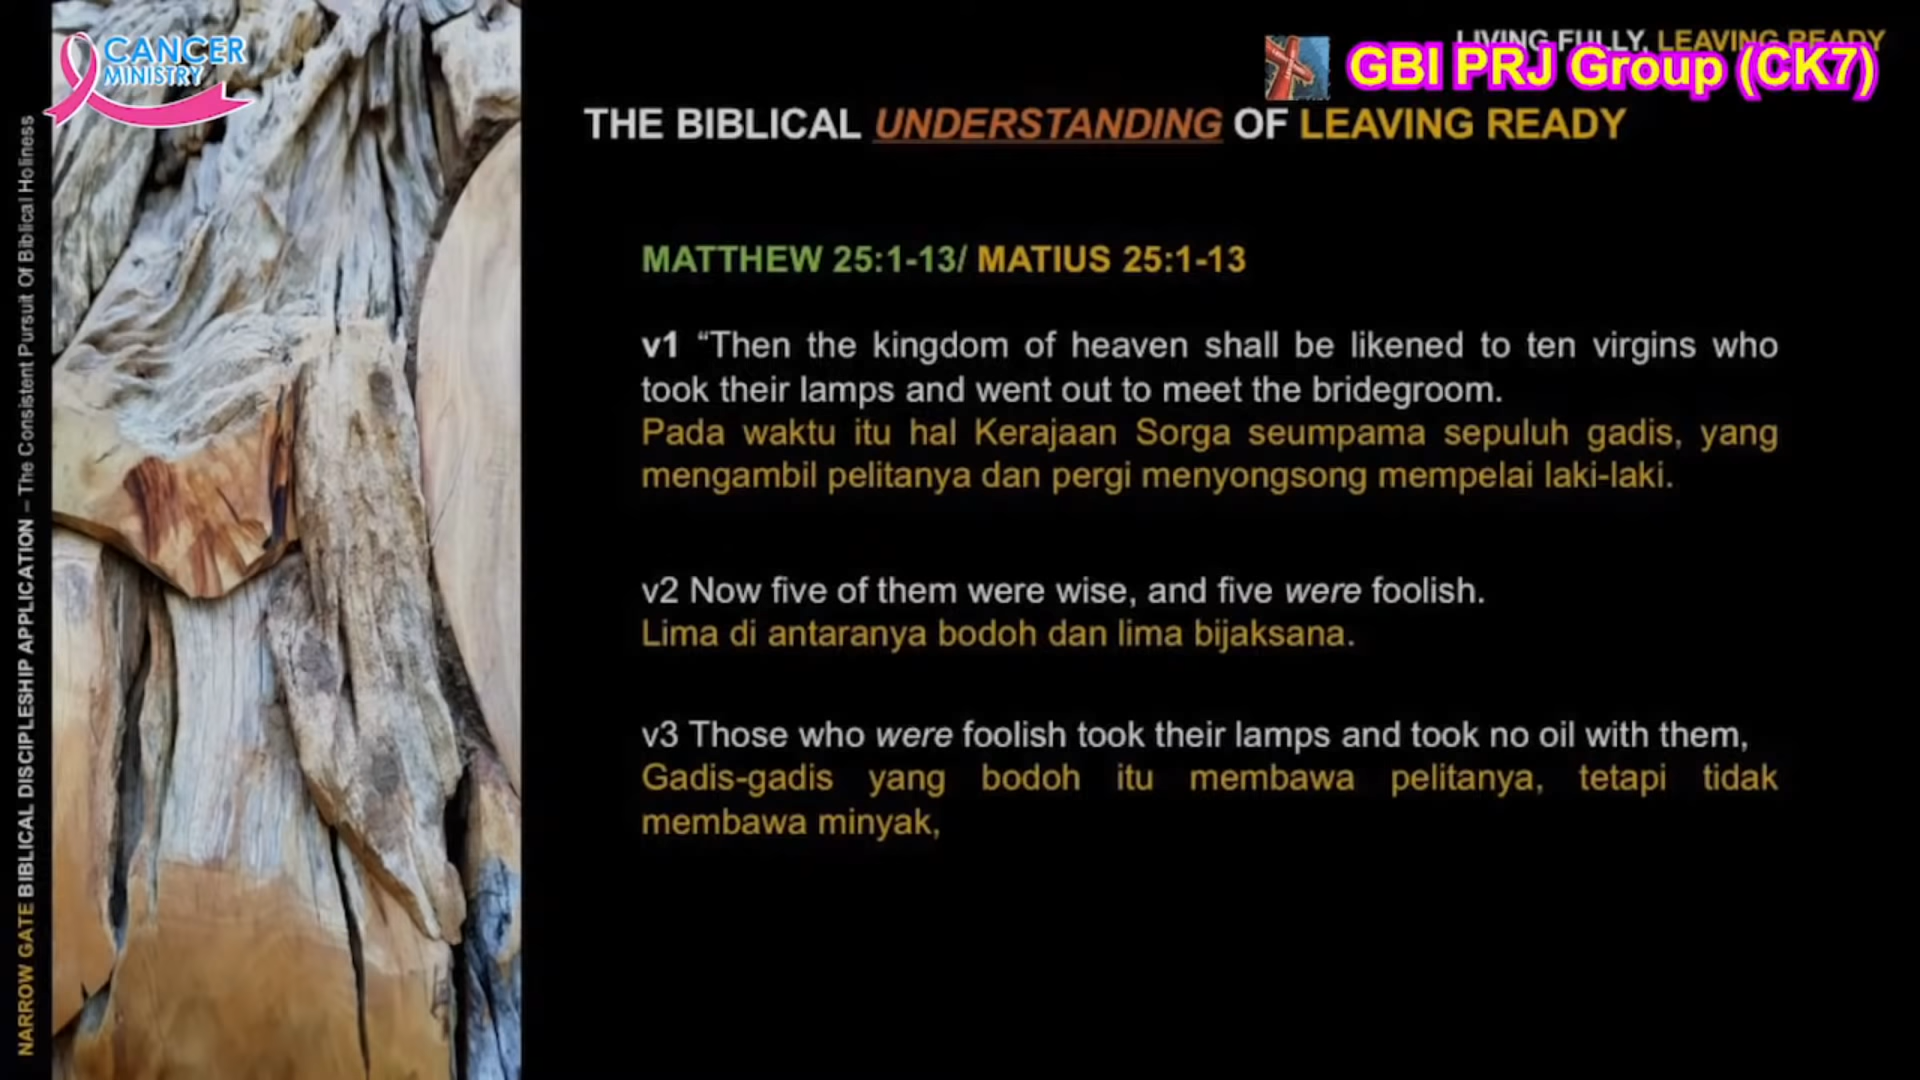 CANCER
MINISTRY
LIVING FULLY, LEAVING READY
GBI PRJ Group (CK7)
THE BIBLICAL UNDERSTANDING OF LEAVING READY
MATTHEW 25:1-13/ MATIUS 25:1-13
v1 “Then the kingdom of heaven shall be likened to ten virgins who
took their lamps and went out to meet the bridegroom.
Pada waktu itu hal Kerajaan Sorga seumpama sepuluh gadis, yang
mengambil pelitanya dan pergi menyongsong mempelai laki-laki.
v2 Now five of them were wise, and five were foolish.
Lima di antaranya bodoh dan lima bijaksana.
v3 Those who were foolish took their lamps and took no oil with them,
Gadis-gadis yang bodoh itu membawa pelitanya, tetapi tidak
membawa minyak,
NARROW GATE BIBLICAL DISCIPLESHIP APPLICATION – The Consistent Pursuit Of Biblical Holiness